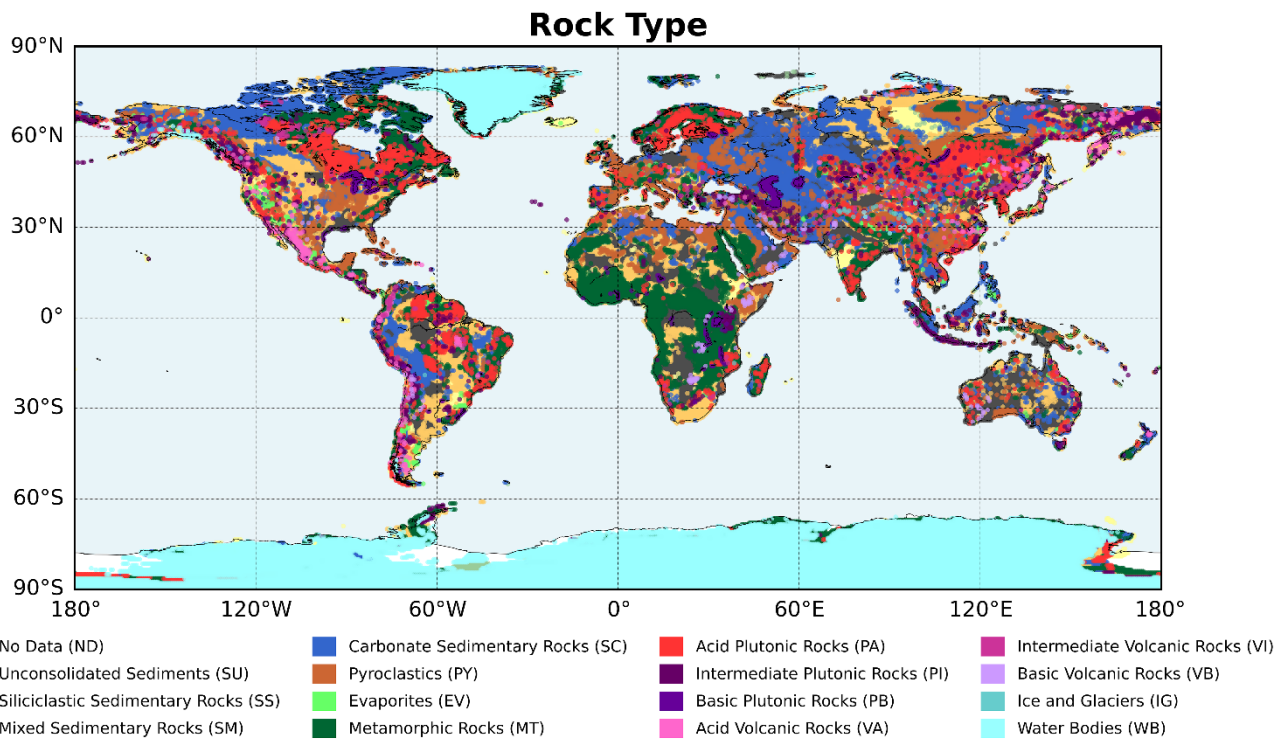 Rock Type
90°N
60°N
30°N
0°
30°S
60°S
90°S
180° 120°W 60°W 0° 60°E 120°E 180°
No Data (ND) Carbonate Sedimentary Rocks (SC) Acid Plutonic Rocks (PA) Intermediate Volcanic Rocks (VI)
Unconsolidated Sediments (SU) Pyroclastics (PY) Intermediate Plutonic Rocks (PI) Basic Volcanic Rocks (VB)
Siliciclastic Sedimentary Rocks (SS) Evaporites (EV) Basic Plutonic Rocks (PB) Ice and Glaciers (IG)
Mixed Sedimentary Rocks (SM) Metamorphic Rocks (MT) Acid Volcanic Rocks (VA) Water Bodies (WB)